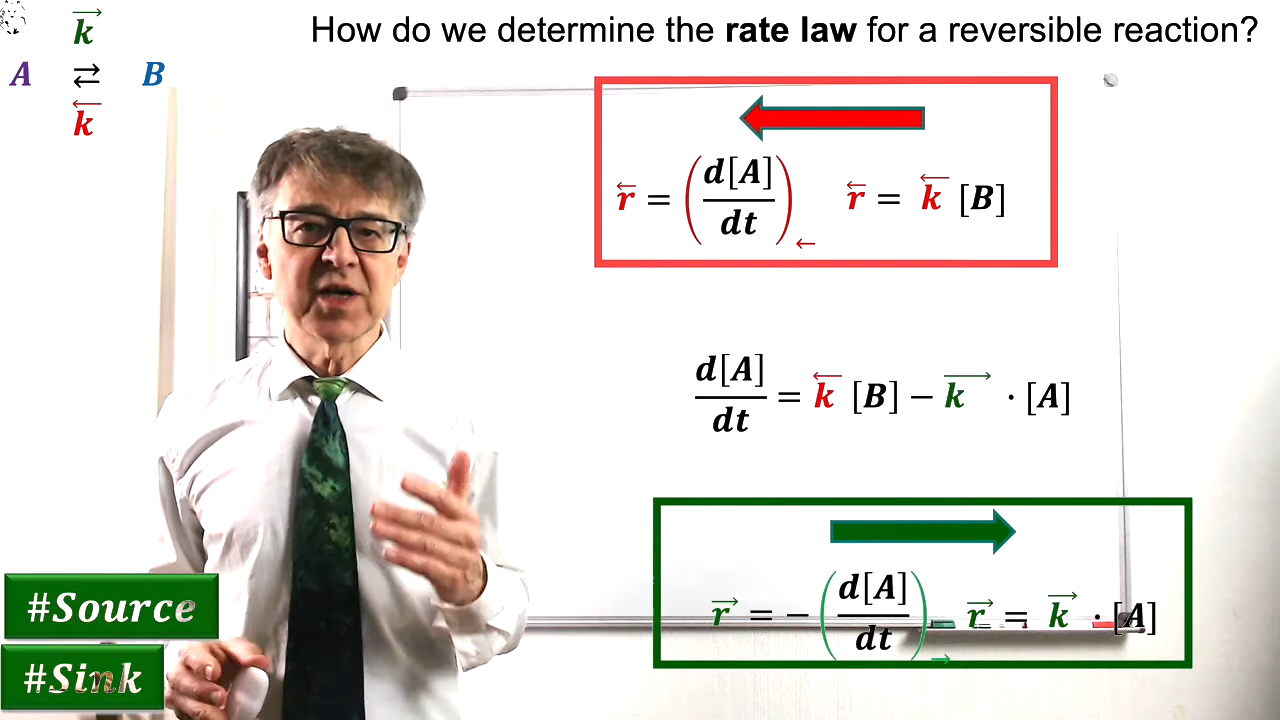 How do we determine the rate law for a reversible reaction?
k→
A ⇄ B
k←
r← = (d[A]/dt)← r← = k← [B]
d[A]/dt = k← [B] − k→ · [A]
r→ = − (d[A]/dt)→ r→ = k→ · [A]
#Source
#Sink